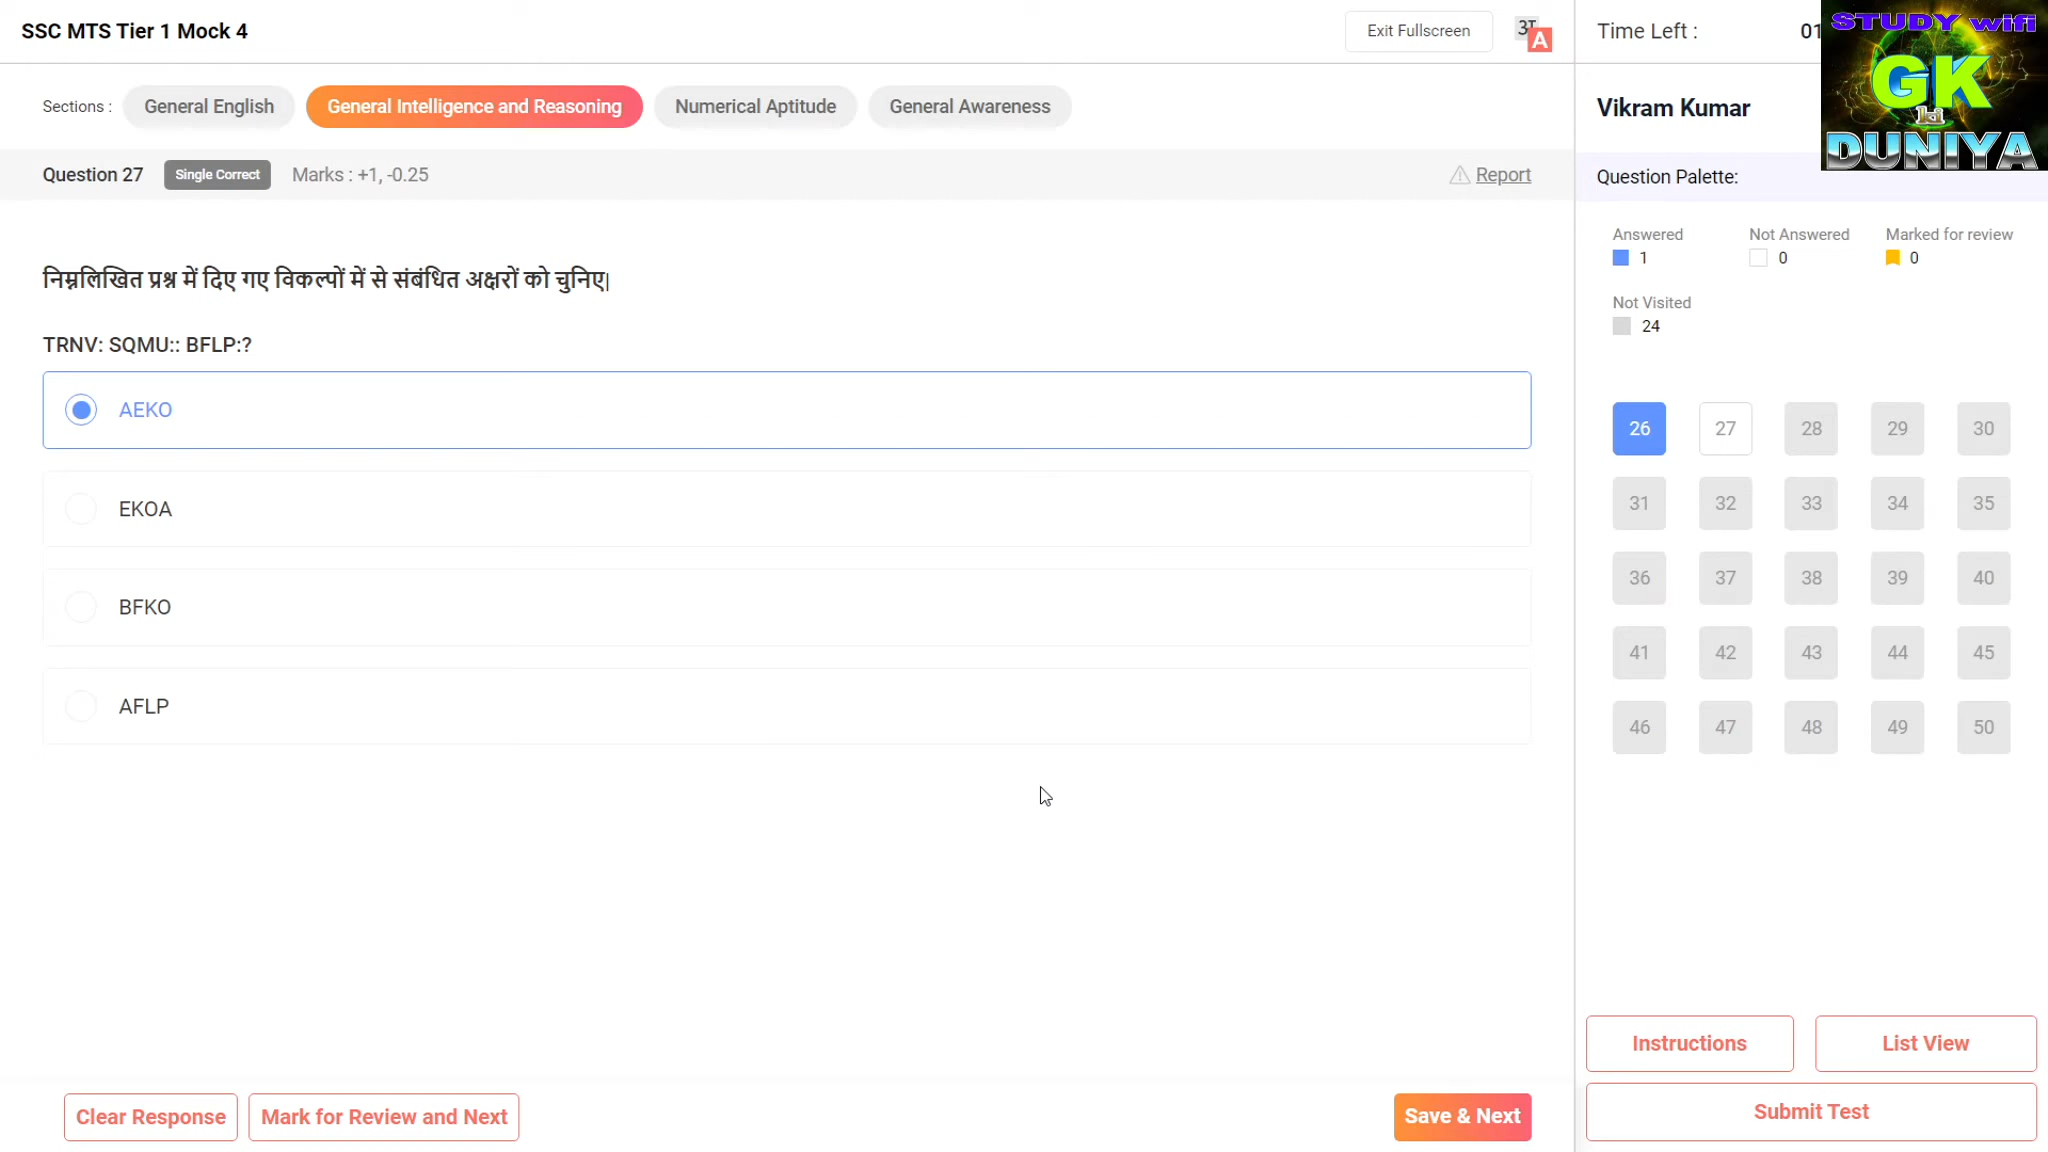 SSC MTS Tier 1 Mock 4
Exit Fullscreen
अ A
Time Left :
01
STUDY wifi
GK
ki
DUNIYA
Sections :
General English
General Intelligence and Reasoning
Numerical Aptitude
General Awareness
Vikram Kumar
Question 27
Single Correct
Marks : +1, -0.25
Report
Question Palette:
निम्नलिखित प्रश्न में दिए गए विकल्पों में से संबंधित अक्षरों को चुनिए|
TRNV: SQMU:: BFLP:?
AEKO
EKOA
BFKO
AFLP
Answered
1
Not Answered
0
Marked for review
0
Not Visited
24
26 27 28 29 30
31 32 33 34 35
36 37 38 39 40
41 42 43 44 45
46 47 48 49 50
Instructions
List View
Clear Response
Mark for Review and Next
Save & Next
Submit Test